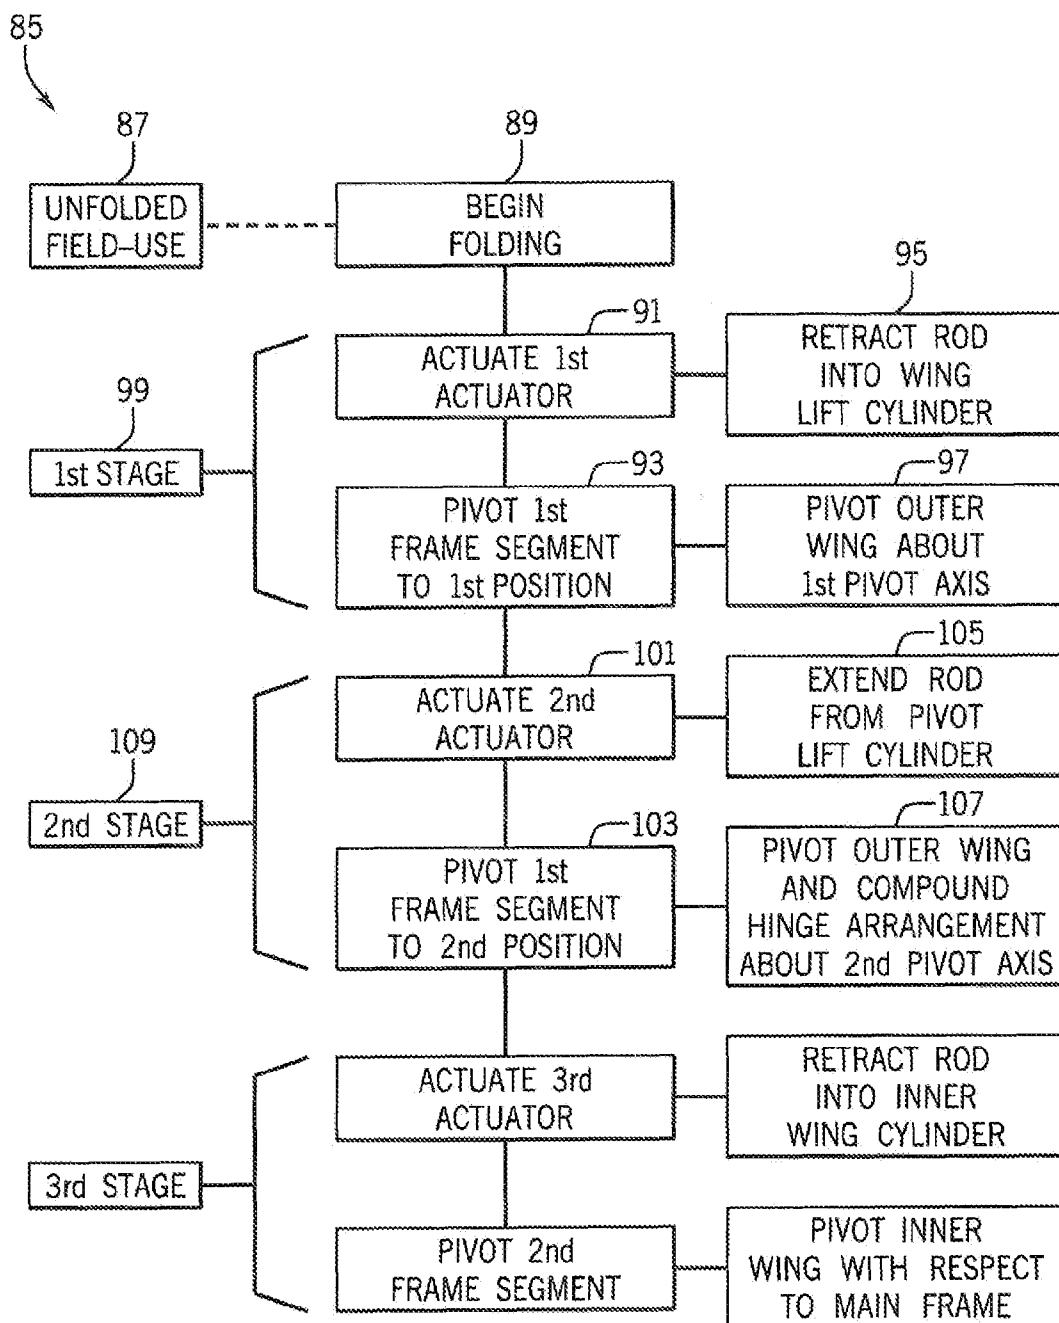 85
87
89
UNFOLDED
FIELD-USE
BEGIN
FOLDING
95
91
ACTUATE 1st
ACTUATOR
RETRACT ROD
INTO WING
LIFT CYLINDER
99
1st STAGE
93
PIVOT 1st
FRAME SEGMENT
TO 1st POSITION
97
PIVOT OUTER
WING ABOUT
1st PIVOT AXIS
101
ACTUATE 2nd
ACTUATOR
105
EXTEND ROD
FROM PIVOT
LIFT CYLINDER
109
2nd STAGE
103
PIVOT 1st
FRAME SEGMENT
TO 2nd POSITION
107
PIVOT OUTER WING
AND COMPOUND
HINGE ARRANGEMENT
ABOUT 2nd PIVOT AXIS
ACTUATE 3rd
ACTUATOR
RETRACT ROD
INTO INNER
WING CYLINDER
3rd STAGE
PIVOT 2nd
FRAME SEGMENT
PIVOT INNER
WING WITH RESPECT
TO MAIN FRAME